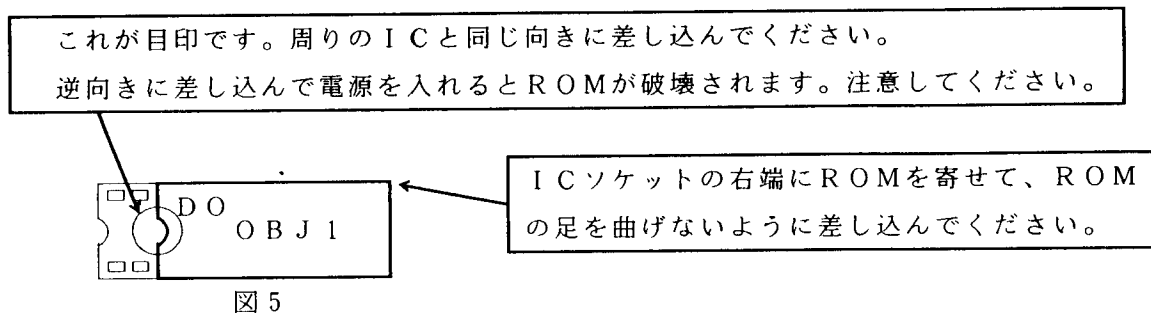 これが目印です。周りのＩＣと同じ向きに差し込んでください。
逆向きに差し込んで電源を入れるとＲＯＭが破壊されます。注意してください。
ＩＣソケットの右端にＲＯＭを寄せて、ＲＯＭ
の足を曲げないように差し込んでください。
ＤＯ
ＯＢＪ１
図５